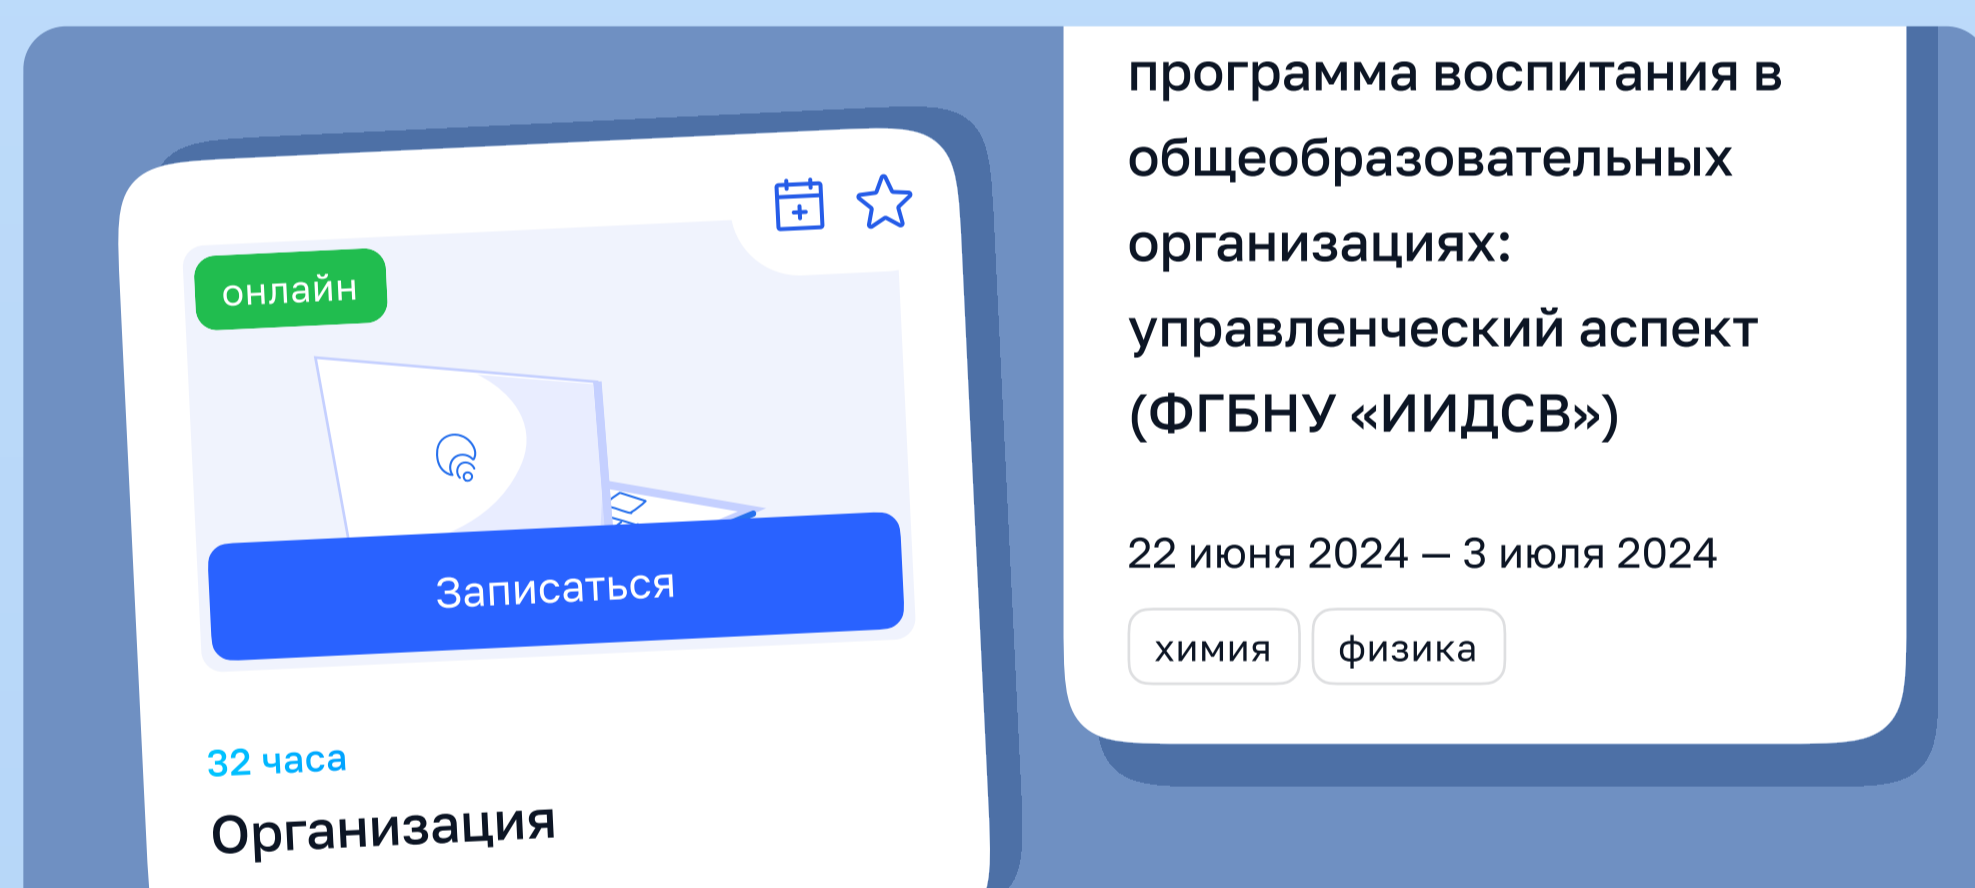 онлайн
Записаться
32 часа
Организация
программа воспитания в
общеобразовательных
организациях:
управленческий аспект
(ФГБНУ «ИИДСВ»)
22 июня 2024 — 3 июля 2024
химия
физика